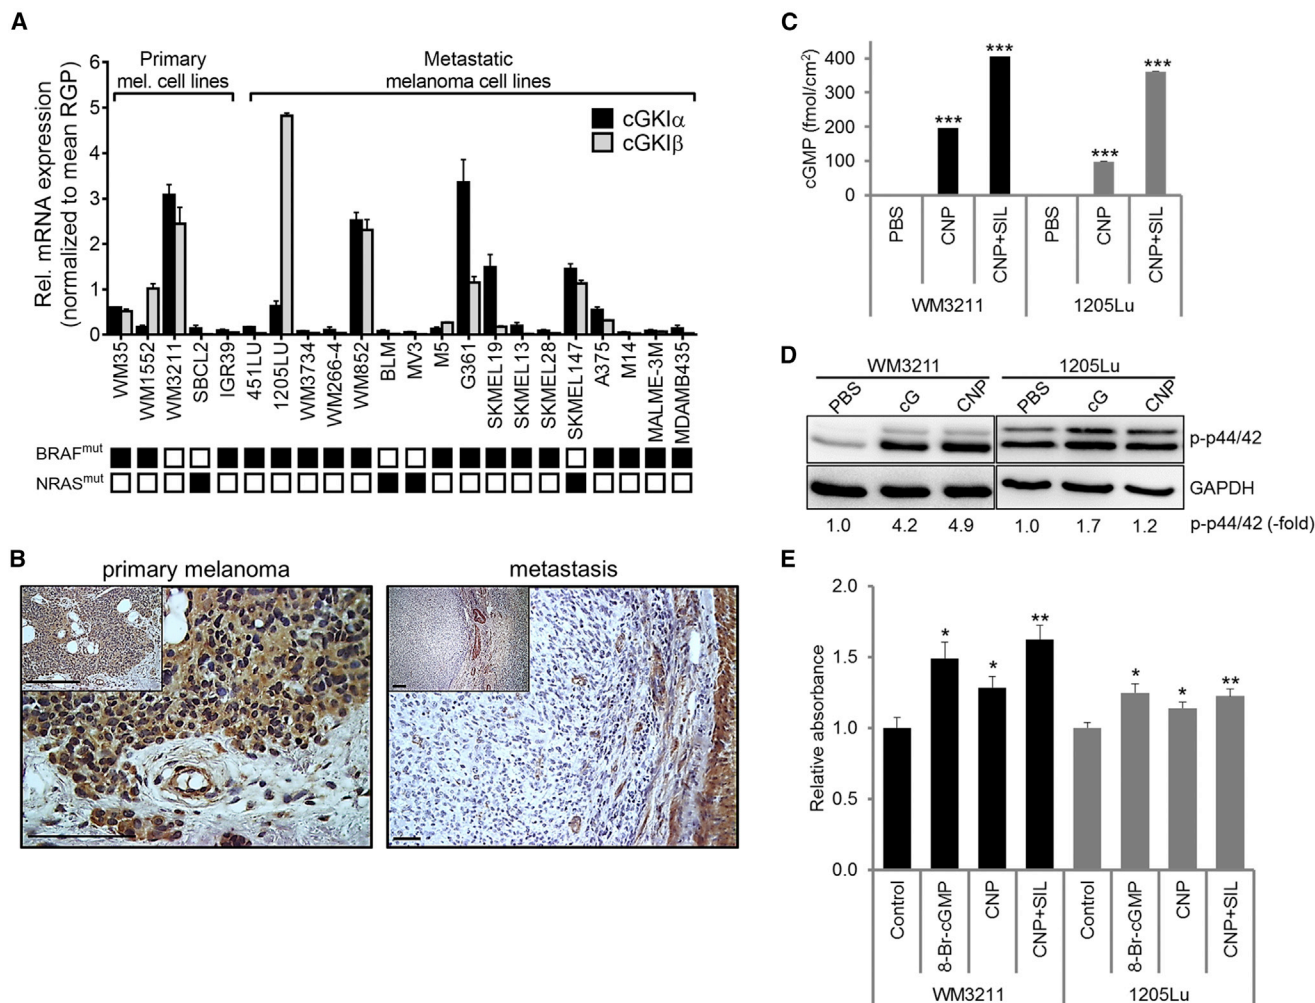 A
Rel. mRNA expression
(normalized to mean RGP)
6
5
4
3
2
1
0
Primary
mel. cell lines
Metastatic
melanoma cell lines
cGKIα
cGKIβ
WM35
WM1552
WM3211
SBCL2
IGR39
451LU
1205LU
WM3734
WM266-4
WM852
BLM
MV3
M5
G361
SKMEL19
SKMEL13
SKMEL28
SKMEL147
A375
M14
MALME-3M
MDAMB435
BRAFmut
NRASmut
B
primary melanoma
metastasis
C
cGMP (fmol/cm2)
400
300
200
100
0
*** *** *** ***
PBS
CNP
CNP+SIL
PBS
CNP
CNP+SIL
WM3211 1205Lu
D
WM3211 1205Lu
PBS cG CNP PBS cG CNP
p-p44/42
GAPDH
1.0 4.2 4.9 1.0 1.7 1.2 p-p44/42 (-fold)
E
Relative absorbance
2.0
1.5
1.0
0.5
0.0
* * ** * * **
Control
8-Br-cGMP
CNP
CNP+SIL
Control
8-Br-cGMP
CNP
CNP+SIL
WM3211 1205Lu